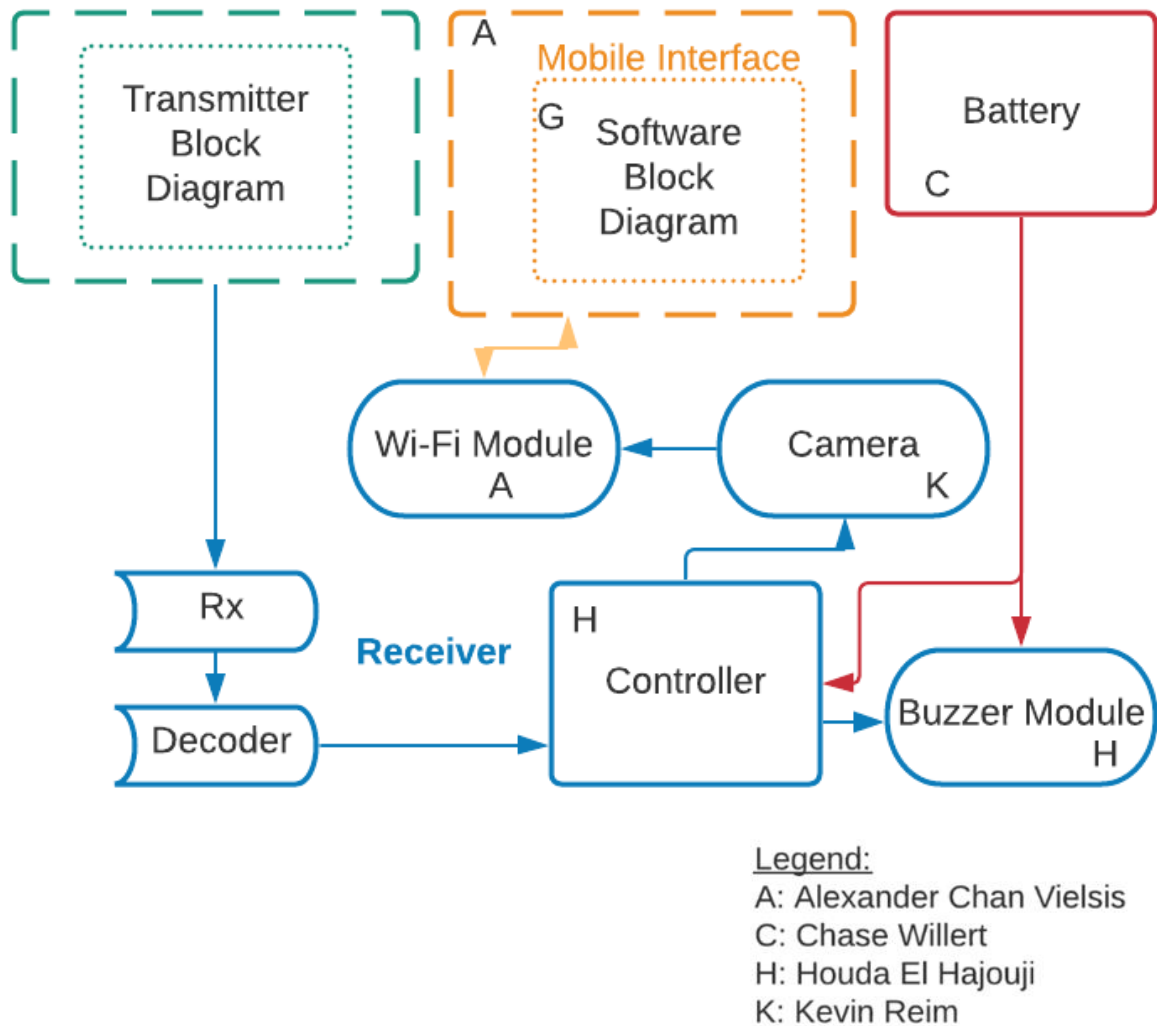 Transmitter
Block
Diagram
A
Mobile Interface
G
Software
Block
Diagram
Battery
C
Wi-Fi Module
A
Camera
K
Rx
Receiver
Decoder
H
Controller
Buzzer Module
H
Legend:
A: Alexander Chan Vielsis
C: Chase Willert
H: Houda El Hajouji
K: Kevin Reim